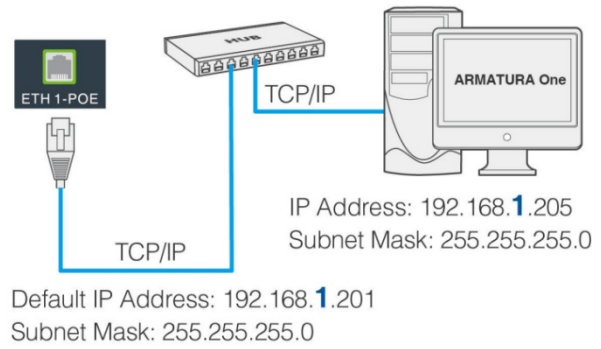 HUB
ETH 1-POE
TCP/IP
ARMATURA One
IP Address: 192.168.1.205
Subnet Mask: 255.255.255.0
TCP/IP
Default IP Address: 192.168.1.201
Subnet Mask: 255.255.255.0